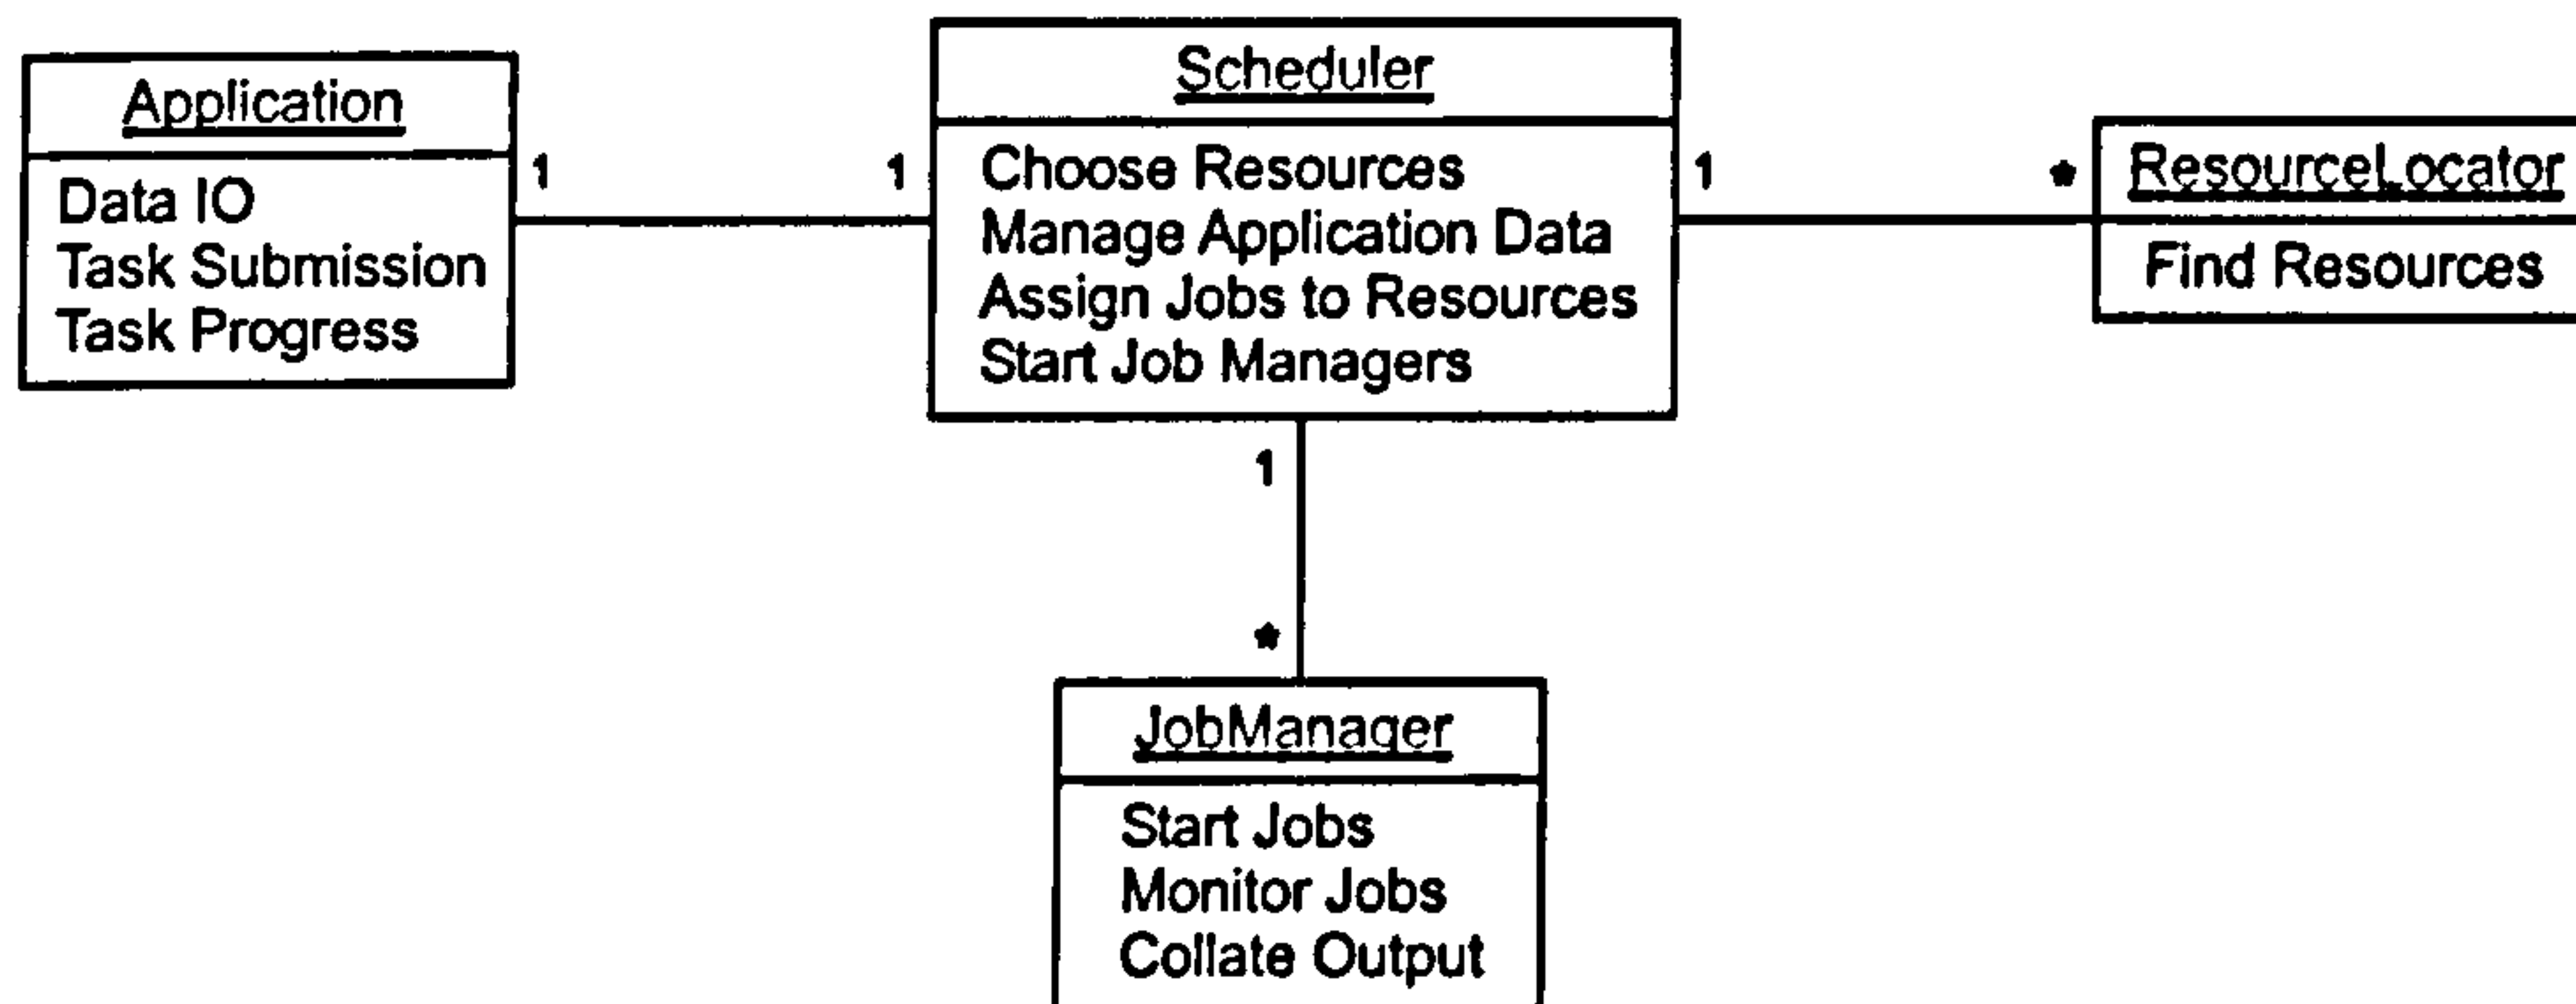 Application
Data IO
Task Submission
Task Progress
1
1
Scheduler
Choose Resources
Manage Application Data
Assign Jobs to Resources
Start Job Managers
1
*
ResourceLocator
Find Resources
1
*
JobManager
Start Jobs
Monitor Jobs
Collate Output